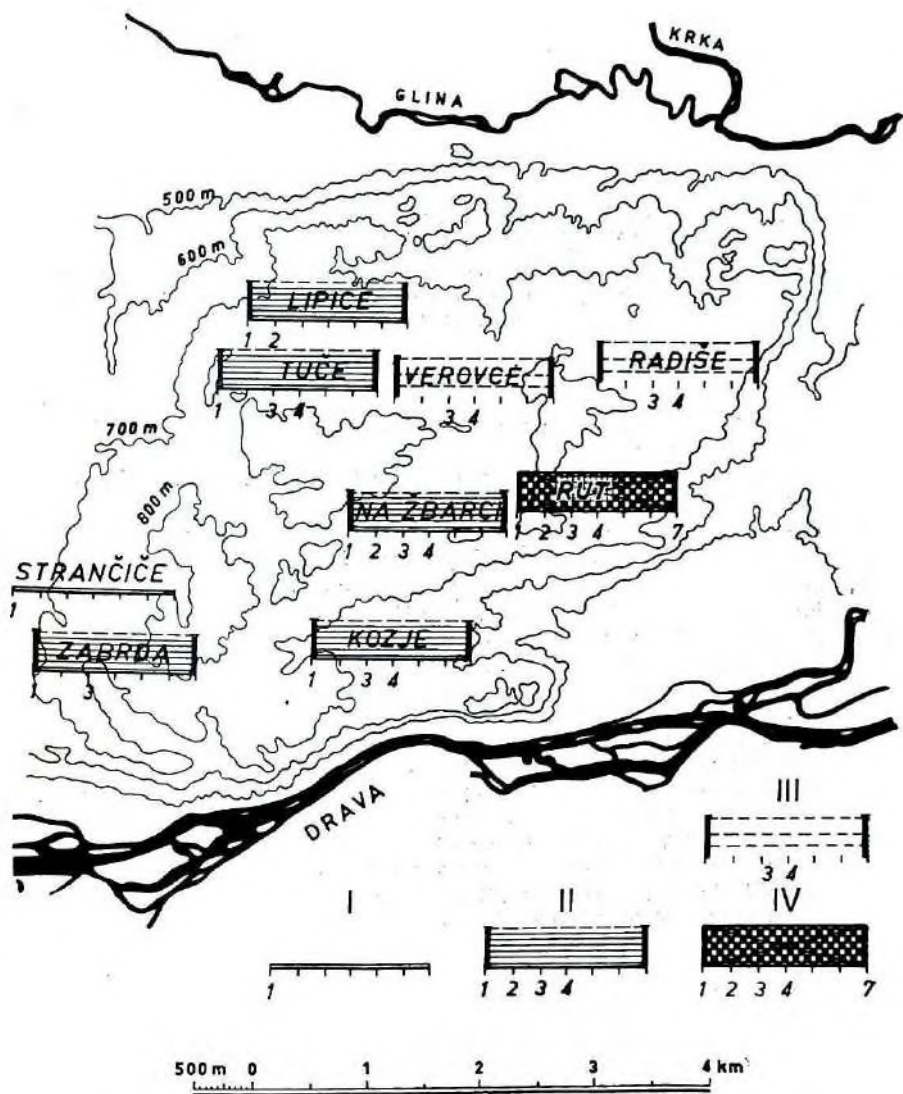 KRKA
GLINA
500 m
600 m
LIPICE
1 2
TUČE
1 3 4
VEROVCE
3 4
RADIŠE
3 4
700 m
800 m
NA ŽBARCI
1 2 3 4
RUT
1 2 3 4 7
STRANČIČE
1
ZABRDA
1 3
KOZJE
1 3 4
DRAVA
III
3 4
I
1
II
1 2 3 4
IV
1 2 3 4 7
500 m 0 1 2 3 4 km